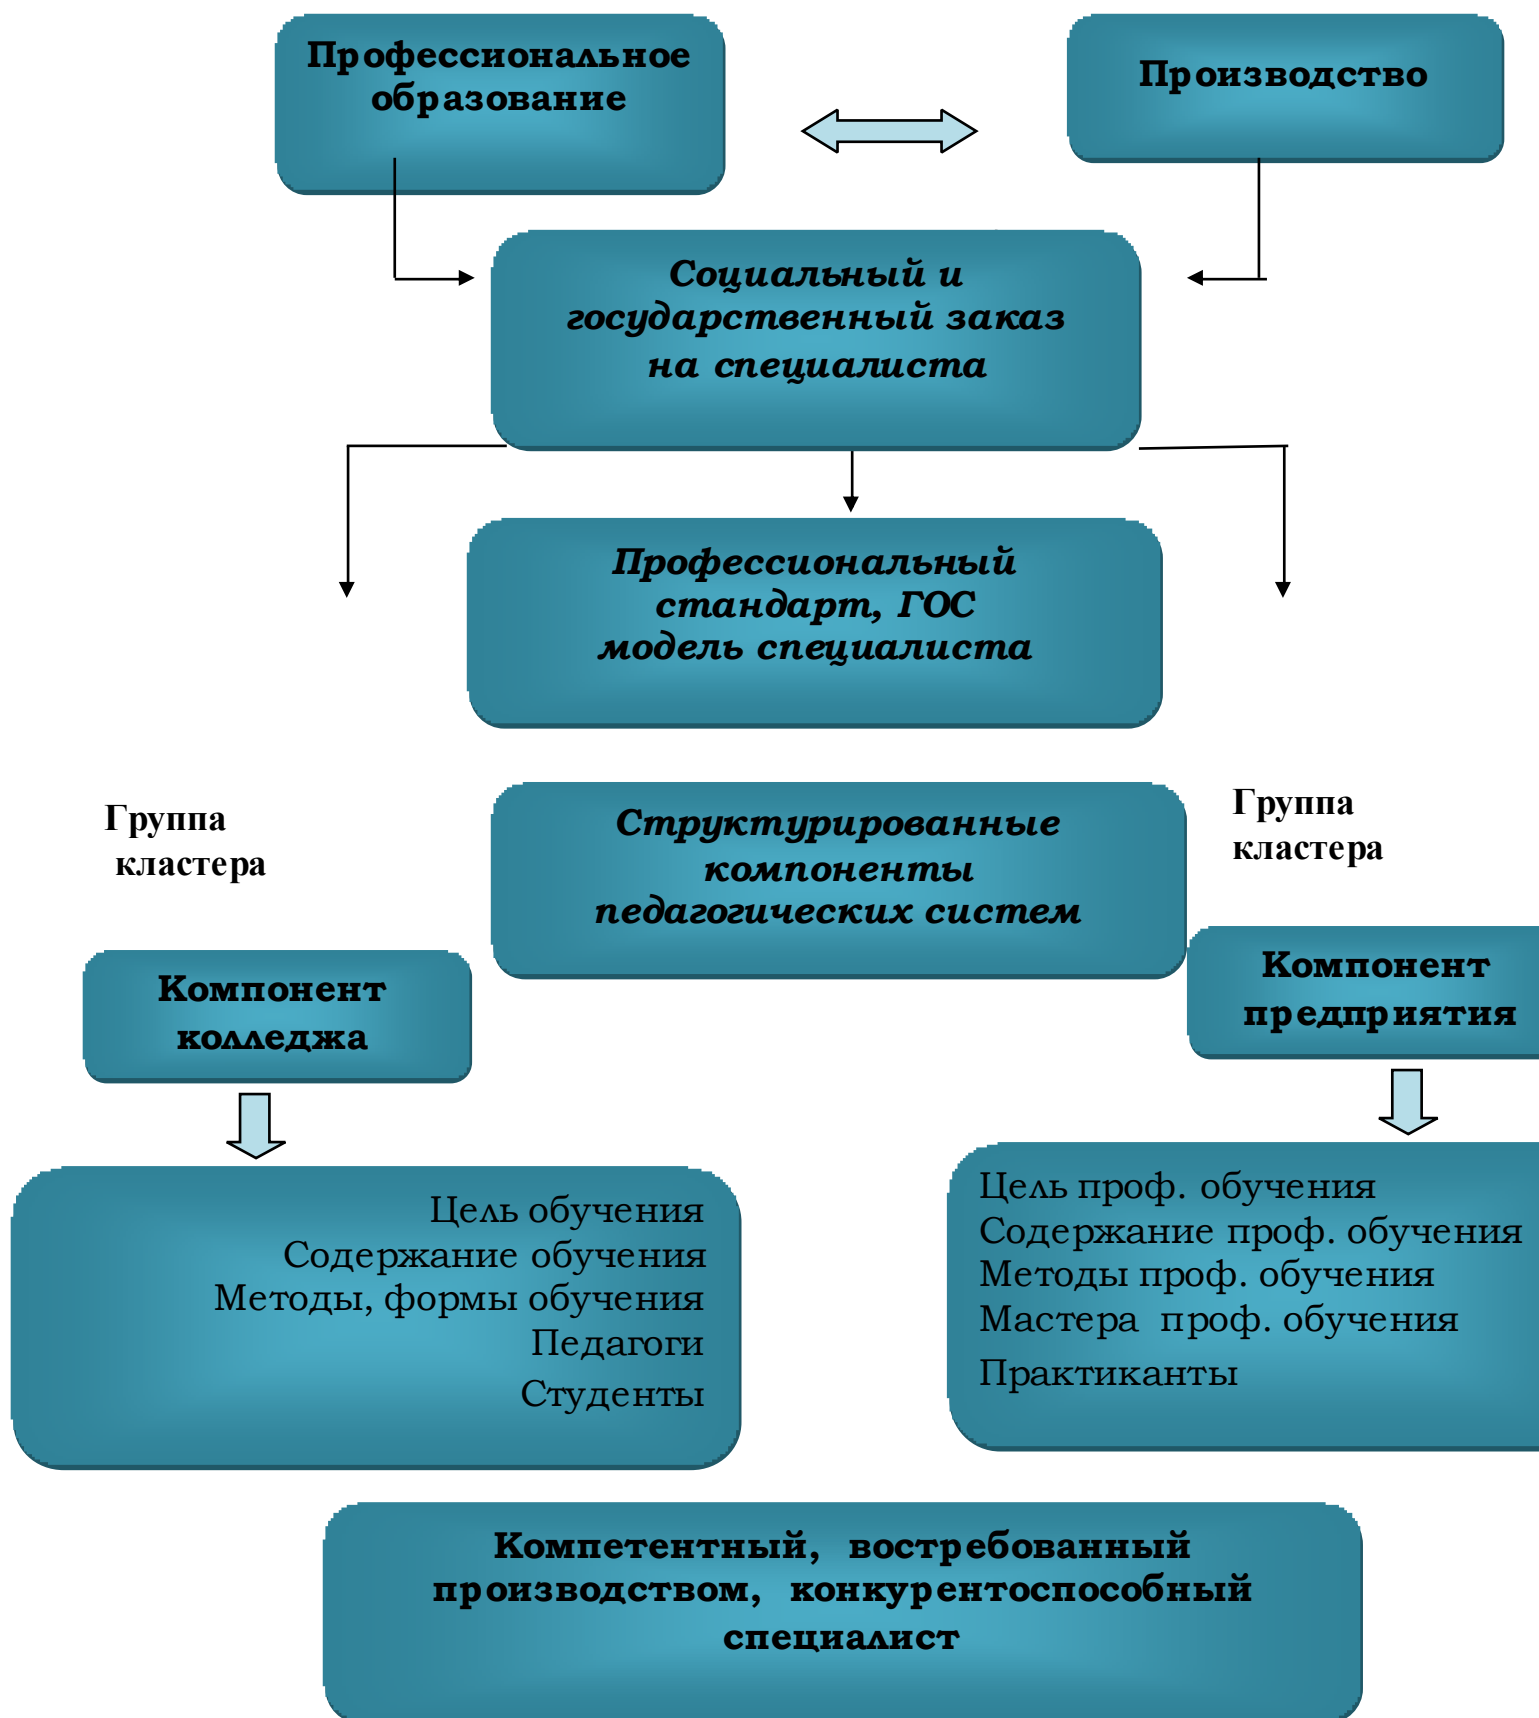 Профессиональное
образование
Производство
Социальный и
государственный заказ
на специалиста
Профессиональный
стандарт, ГОС
модель специалиста
Группа
кластера
Структурированные
компоненты
педагогических систем
Группа
кластера
Компонент
колледжа
Компонент
предприятия
Цель обучения
Содержание обучения
Методы, формы обучения
Педагоги
Студенты
Цель проф. обучения
Содержание проф. обучения
Методы проф. обучения
Мастера проф. обучения
Практиканты
Компетентный, востребованный
производством, конкурентоспособный
специалист